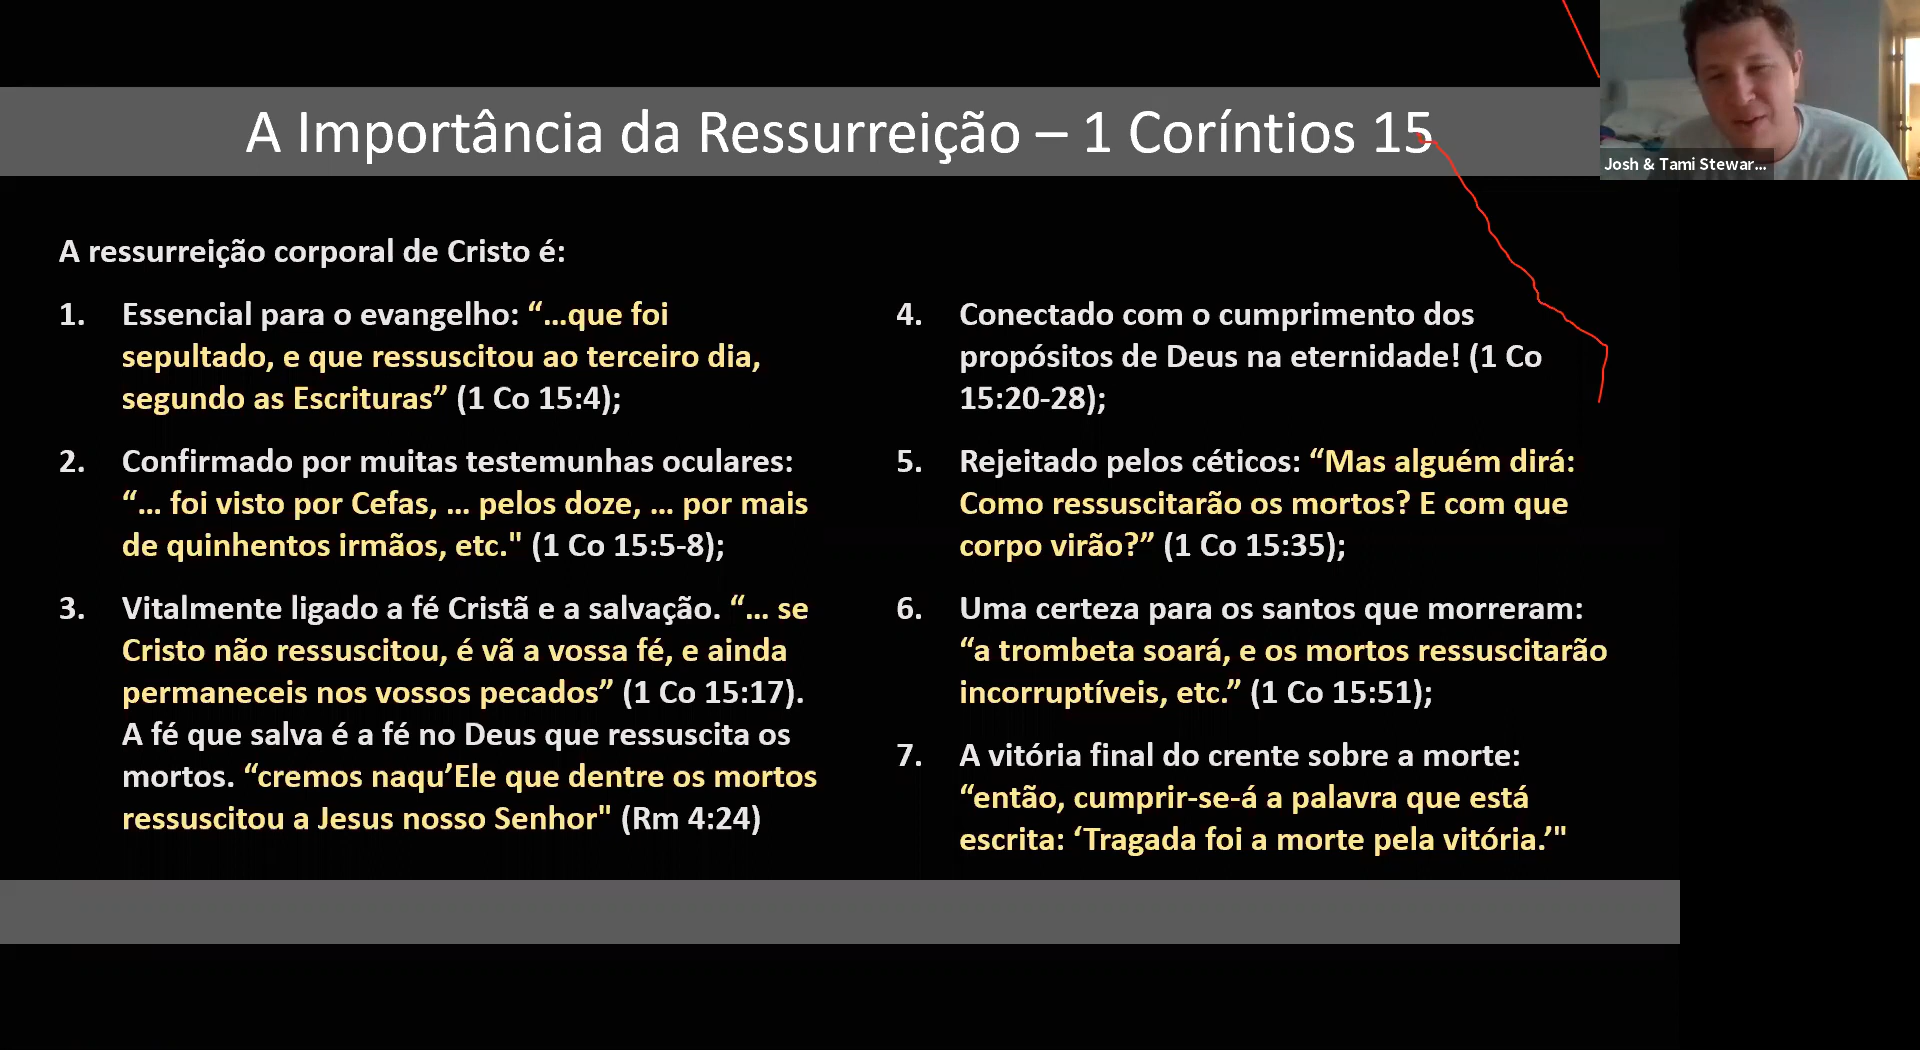 A Importância da Ressurreição – 1 Coríntios 15
Josh & Tami Stewar...
A ressurreição corporal de Cristo é:
1. Essencial para o evangelho: “...que foi
sepultado, e que ressuscitou ao terceiro dia,
segundo as Escrituras” (1 Co 15:4);
2. Confirmado por muitas testemunhas oculares:
“... foi visto por Cefas, ... pelos doze, ... por mais
de quinhentos irmãos, etc." (1 Co 15:5-8);
3. Vitalmente ligado a fé Cristã e a salvação. “... se
Cristo não ressuscitou, é vã a vossa fé, e ainda
permaneceis nos vossos pecados” (1 Co 15:17).
A fé que salva é a fé no Deus que ressuscita os
mortos. “cremos naqu’Ele que dentre os mortos
ressuscitou a Jesus nosso Senhor" (Rm 4:24)
4. Conectado com o cumprimento dos
propósitos de Deus na eternidade! (1 Co
15:20-28);
5. Rejeitado pelos céticos: “Mas alguém dirá:
Como ressuscitarão os mortos? E com que
corpo virão?” (1 Co 15:35);
6. Uma certeza para os santos que morreram:
“a trombeta soará, e os mortos ressuscitarão
incorruptíveis, etc.” (1 Co 15:51);
7. A vitória final do crente sobre a morte:
“então, cumprir-se-á a palavra que está
escrita: ‘Tragada foi a morte pela vitória.’"